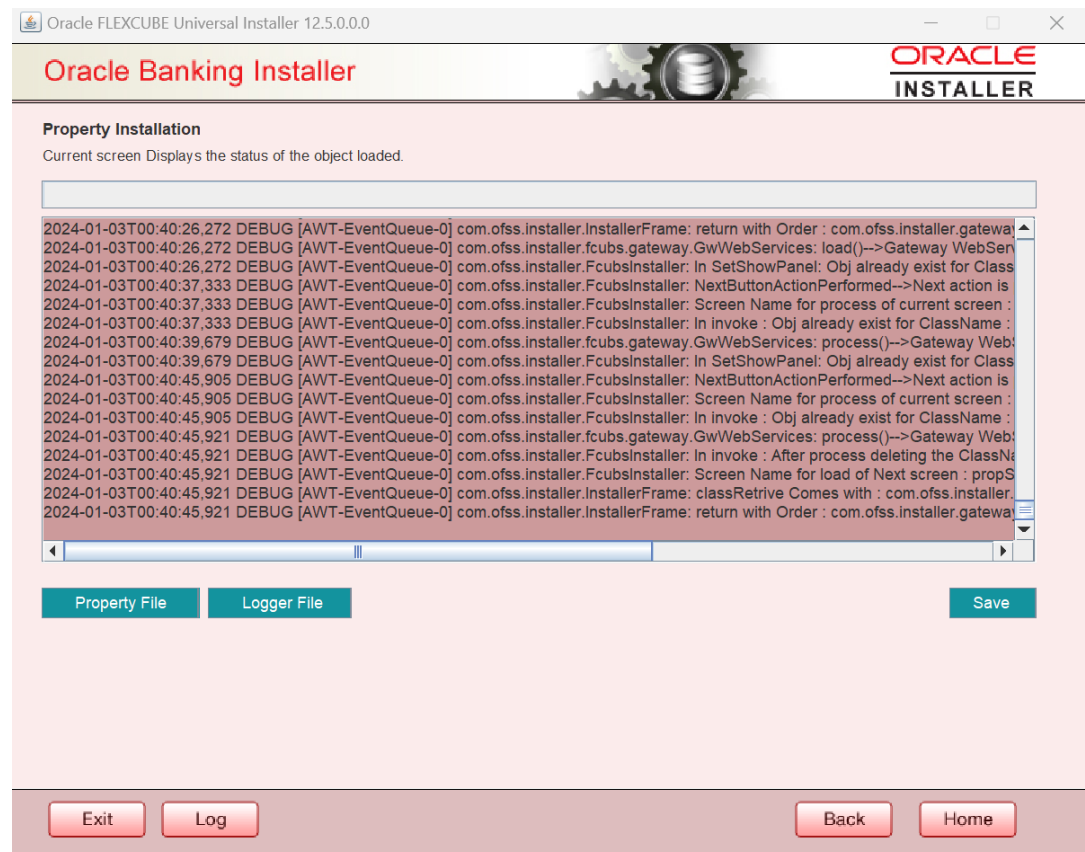 Oracle FLEXCUBE Universal Installer 12.5.0.0.0
Oracle Banking Installer
ORACLE
INSTALLER
Property Installation
Current screen Displays the status of the object loaded.
2024-01-03T00:40:26,272 DEBUG [AWT-EventQueue-0] com.ofss.installer.InstallerFrame: return with Order : com.ofss.installer.gateway
2024-01-03T00:40:26,272 DEBUG [AWT-EventQueue-0] com.ofss.installer.fcubs.gateway.GwWebServices: load()-->Gateway WebServ
2024-01-03T00:40:26,272 DEBUG [AWT-EventQueue-0] com.ofss.installer.FcubsInstaller: In SetShowPanel: Obj already exist for Class
2024-01-03T00:40:37,333 DEBUG [AWT-EventQueue-0] com.ofss.installer.FcubsInstaller: NextButtonActionPerformed-->Next action is
2024-01-03T00:40:37,333 DEBUG [AWT-EventQueue-0] com.ofss.installer.FcubsInstaller: Screen Name for process of current screen :
2024-01-03T00:40:37,333 DEBUG [AWT-EventQueue-0] com.ofss.installer.FcubsInstaller: In invoke : Obj already exist for ClassName :
2024-01-03T00:40:39,679 DEBUG [AWT-EventQueue-0] com.ofss.installer.fcubs.gateway.GwWebServices: process()-->Gateway Web
2024-01-03T00:40:39,679 DEBUG [AWT-EventQueue-0] com.ofss.installer.FcubsInstaller: In SetShowPanel: Obj already exist for Class
2024-01-03T00:40:45,905 DEBUG [AWT-EventQueue-0] com.ofss.installer.FcubsInstaller: NextButtonActionPerformed-->Next action is
2024-01-03T00:40:45,905 DEBUG [AWT-EventQueue-0] com.ofss.installer.FcubsInstaller: Screen Name for process of current screen :
2024-01-03T00:40:45,905 DEBUG [AWT-EventQueue-0] com.ofss.installer.FcubsInstaller: In invoke : Obj already exist for ClassName :
2024-01-03T00:40:45,921 DEBUG [AWT-EventQueue-0] com.ofss.installer.fcubs.gateway.GwWebServices: process()-->Gateway Web
2024-01-03T00:40:45,921 DEBUG [AWT-EventQueue-0] com.ofss.installer.FcubsInstaller: In invoke : After process deleting the ClassNa
2024-01-03T00:40:45,921 DEBUG [AWT-EventQueue-0] com.ofss.installer.FcubsInstaller: Screen Name for load of Next screen : propS
2024-01-03T00:40:45,921 DEBUG [AWT-EventQueue-0] com.ofss.installer.InstallerFrame: classRetrive Comes with : com.ofss.installer.
2024-01-03T00:40:45,921 DEBUG [AWT-EventQueue-0] com.ofss.installer.InstallerFrame: return with Order : com.ofss.installer.gateway
Property File
Logger File
Save
Exit
Log
Back
Home